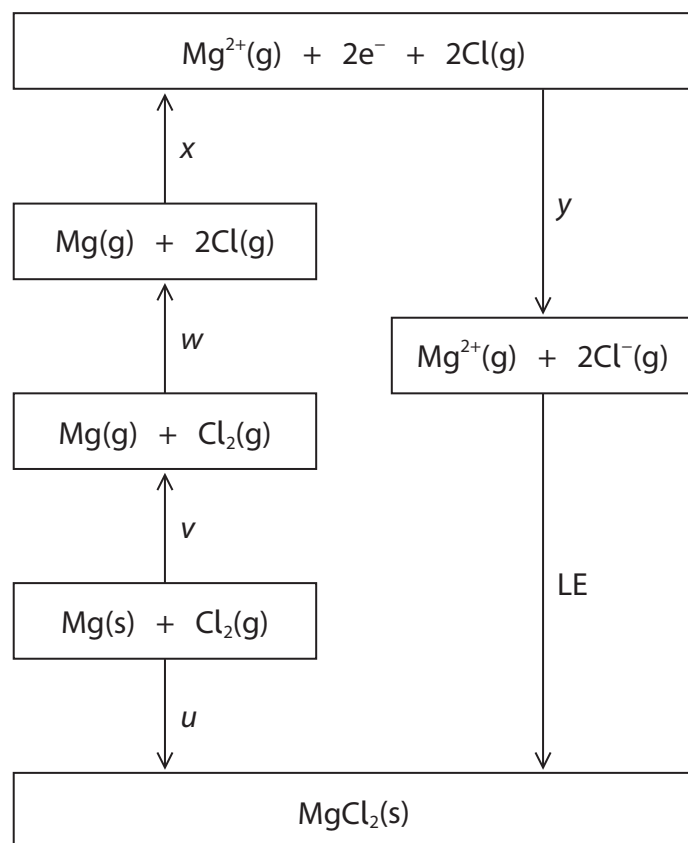 Mg²⁺(g) + 2e⁻ + 2Cl(g)
x
y
Mg(g) + 2Cl(g)
w
Mg²⁺(g) + 2Cl⁻(g)
Mg(g) + Cl₂(g)
v
LE
Mg(s) + Cl₂(g)
u
MgCl₂(s)